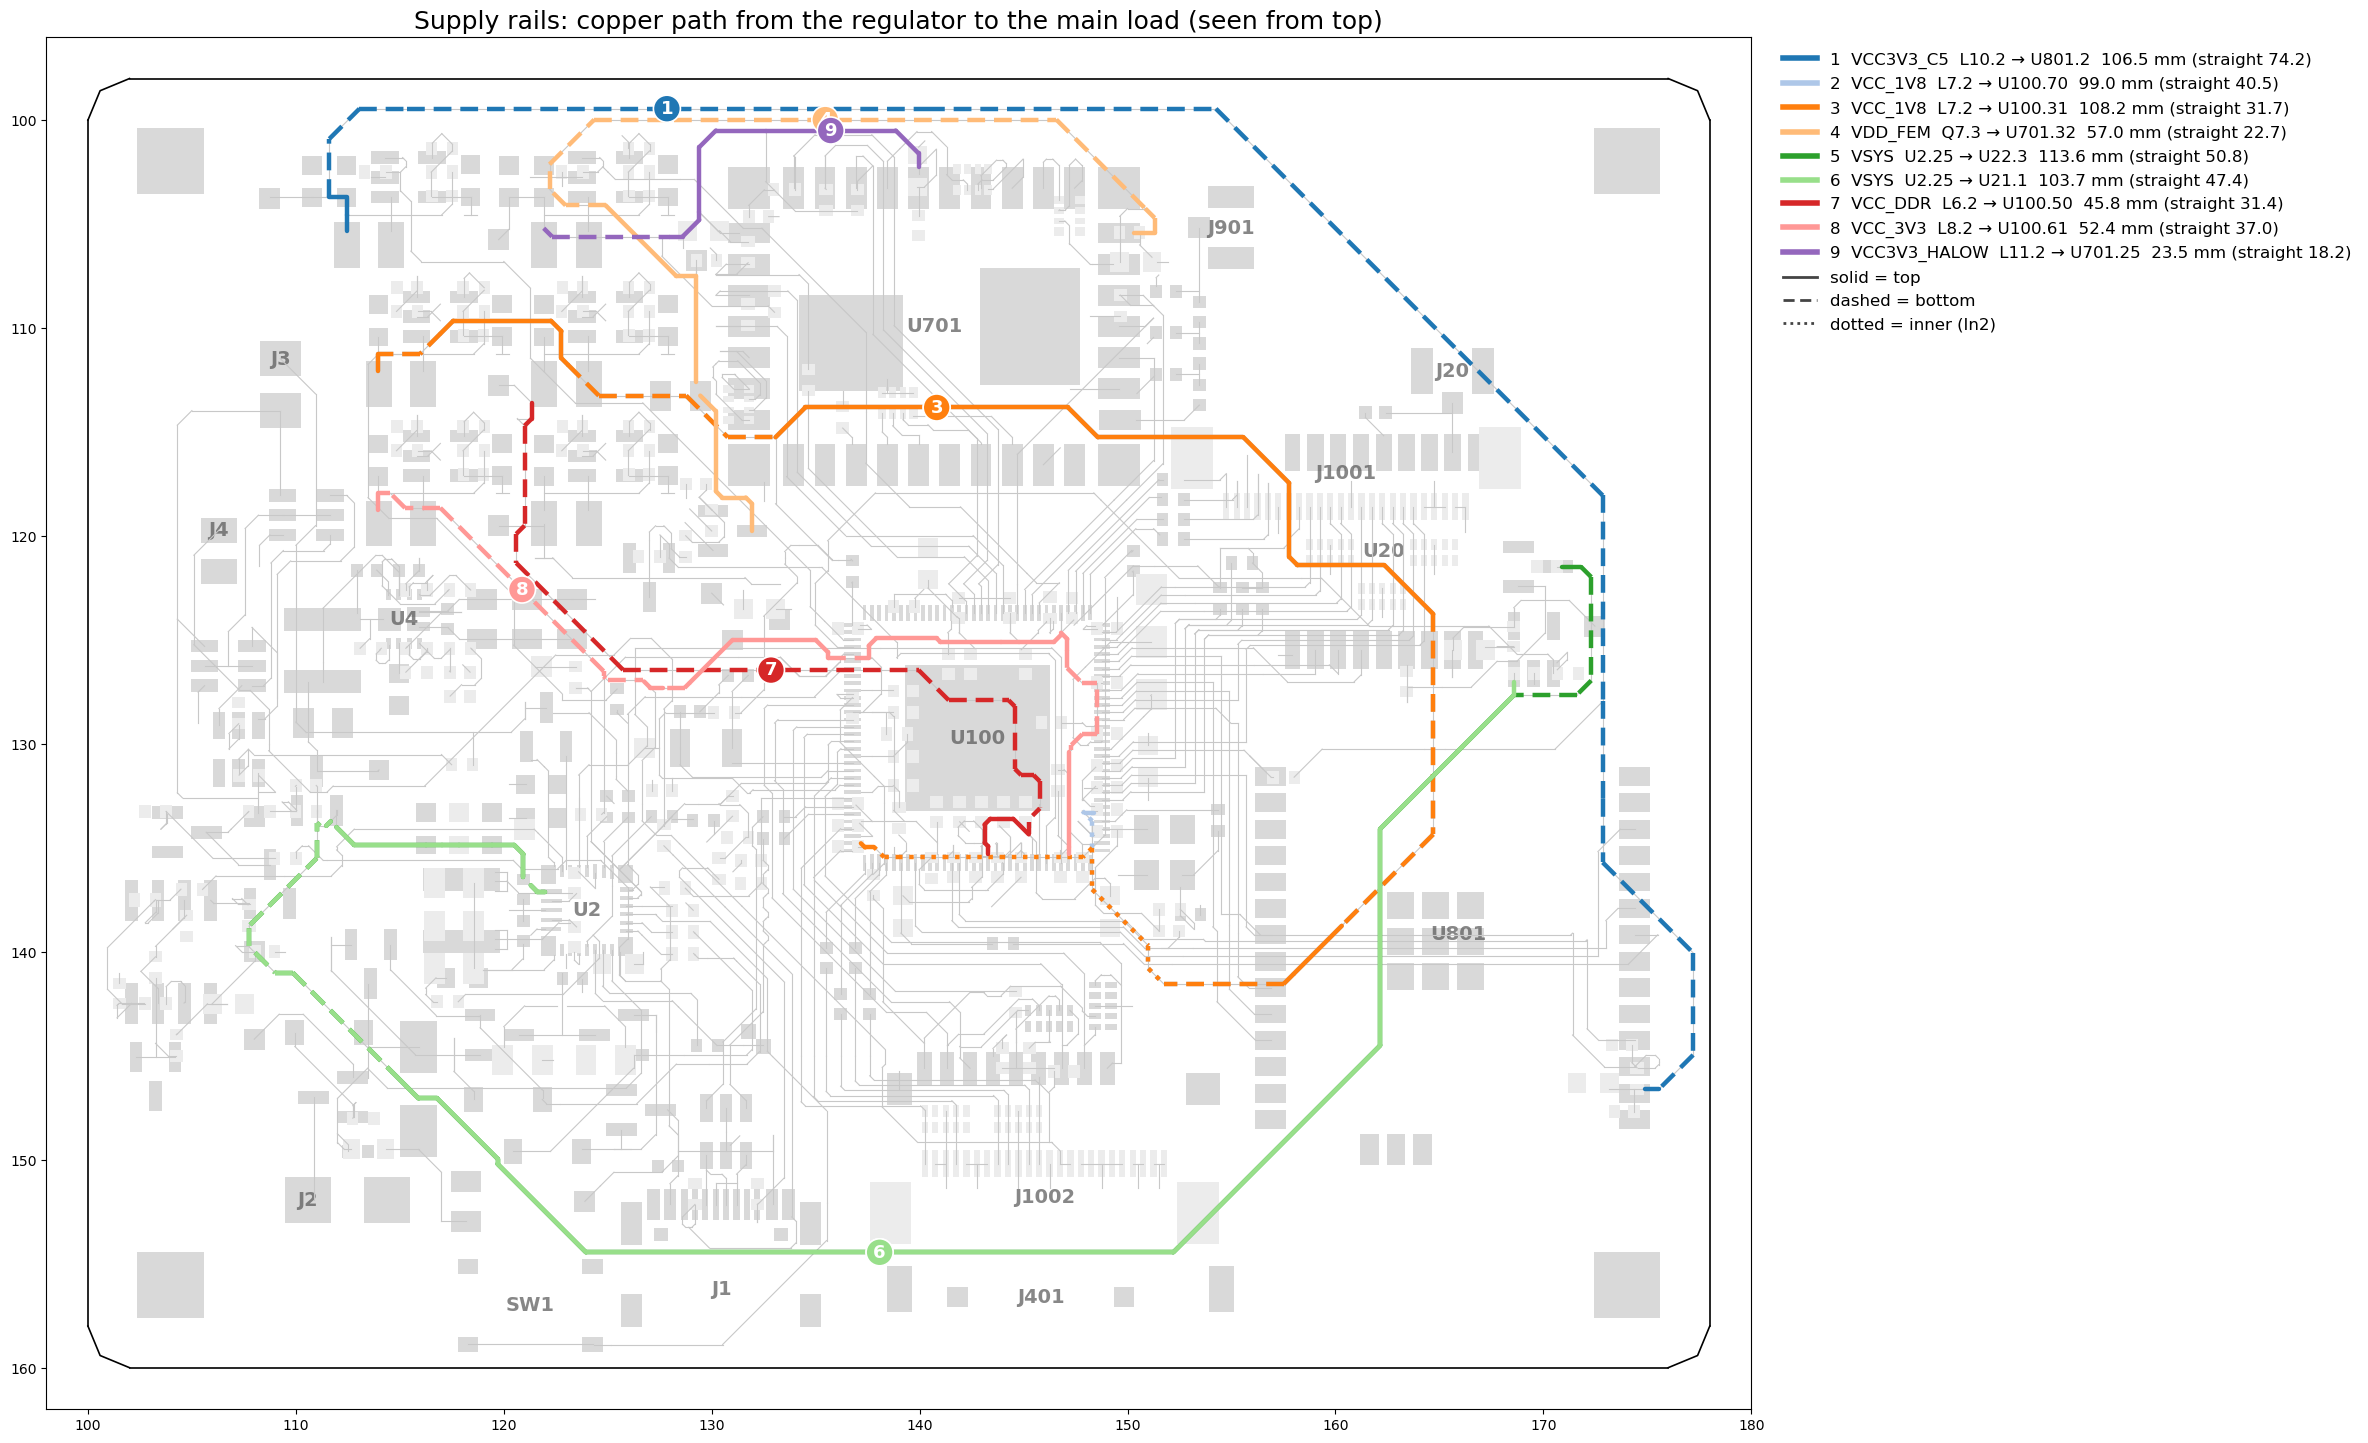 Supply rails: copper path from the regulator to the main load (seen from top)
1 VCC3V3_C5 L10.2 → U801.2 106.5 mm (straight 74.2)
2 VCC_1V8 L7.2 → U100.70 99.0 mm (straight 40.5)
3 VCC_1V8 L7.2 → U100.31 108.2 mm (straight 31.7)
4 VDD_FEM Q7.3 → U701.32 57.0 mm (straight 22.7)
5 VSYS U2.25 → U22.3 113.6 mm (straight 50.8)
6 VSYS U2.25 → U21.1 103.7 mm (straight 47.4)
7 VCC_DDR L6.2 → U100.50 45.8 mm (straight 31.4)
8 VCC_3V3 L8.2 → U100.61 52.4 mm (straight 37.0)
9 VCC3V3_HALOW L11.2 → U701.25 23.5 mm (straight 18.2)
solid = top
dashed = bottom
dotted = inner (In2)
1
9
J901
U701
J3
J20
3
J1001
J4
U20
8
U4
7
U100
U2
U801
J2
J1002
6
J1
SW1
J401
100
110
120
130
140
150
160
100
110
120
130
140
150
160
170
180